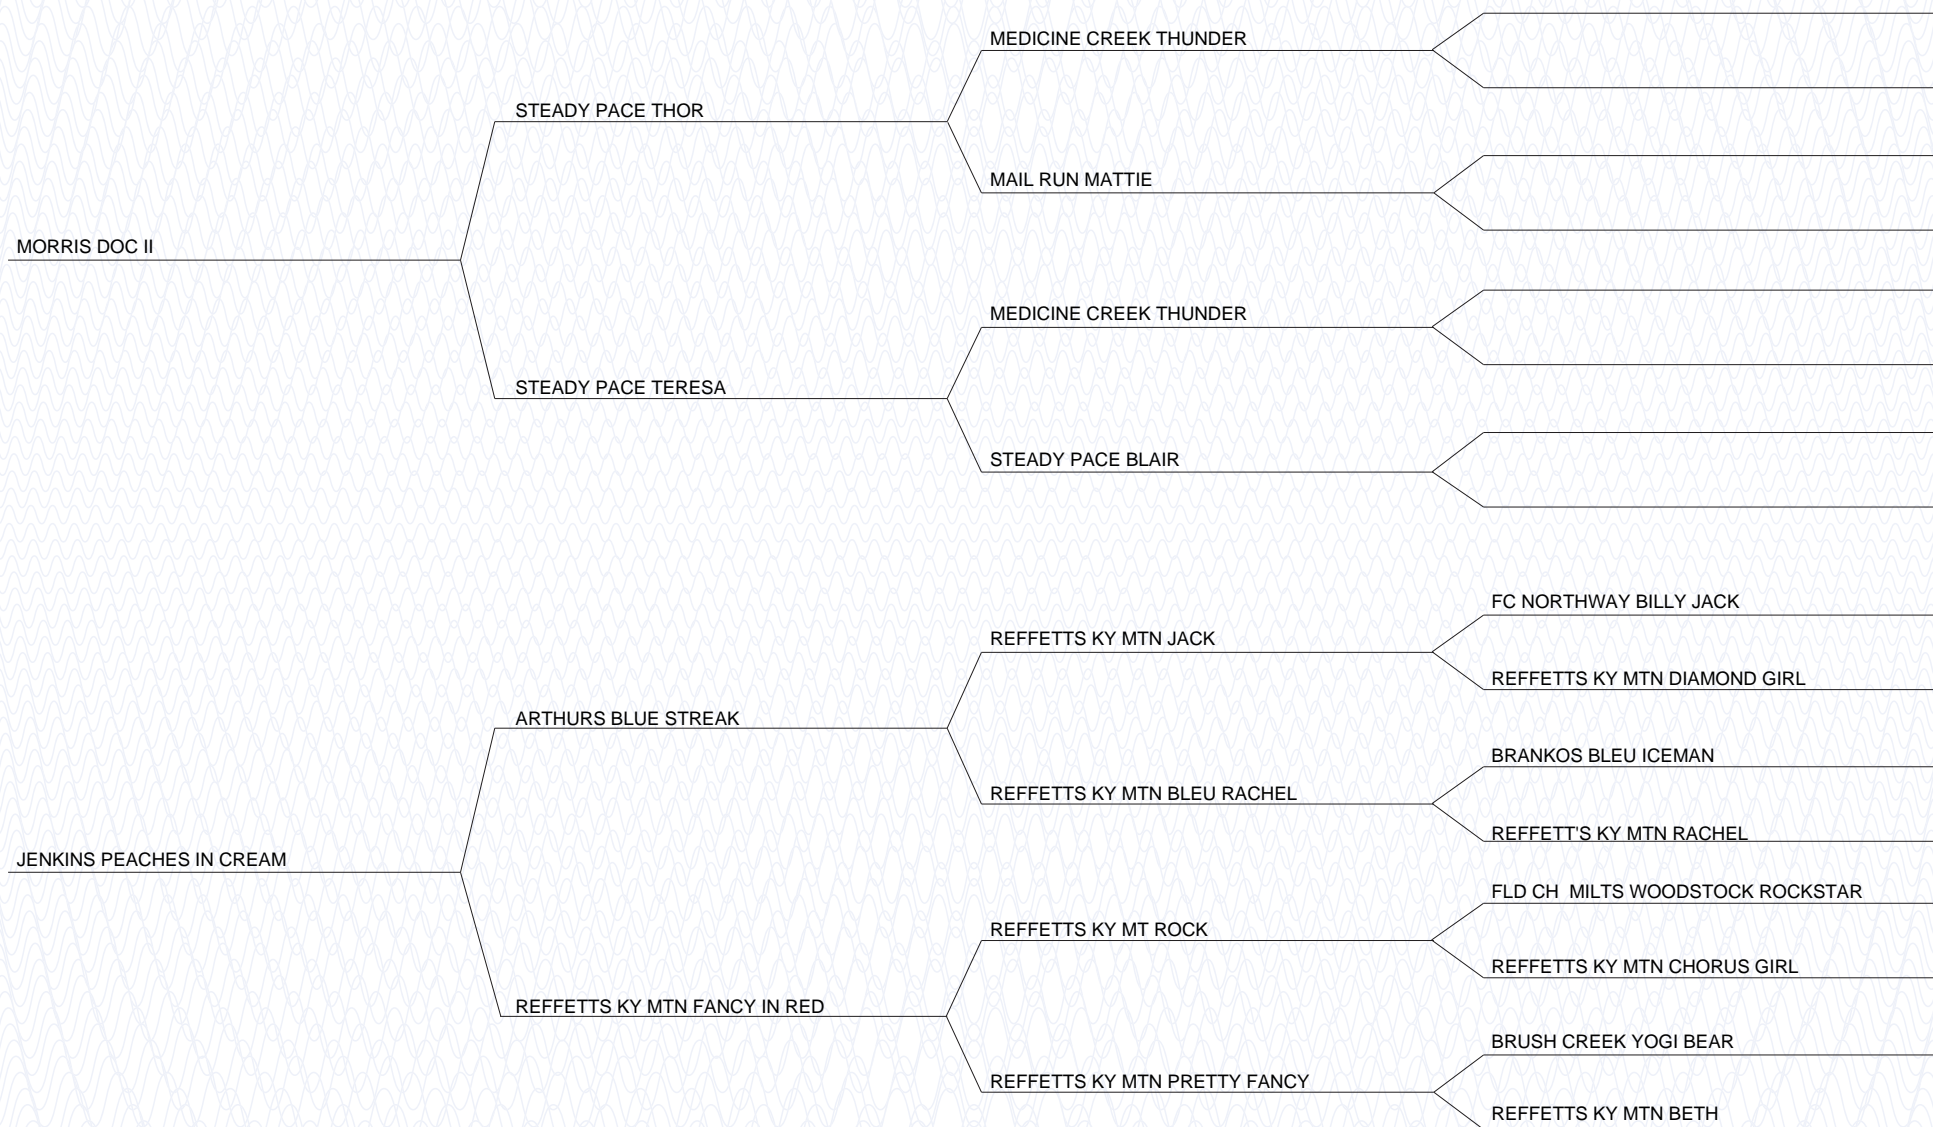 MEDICINE CREEK THUNDER
STEADY PACE THOR
MAIL RUN MATTIE
MORRIS DOC II
MEDICINE CREEK THUNDER
STEADY PACE TERESA
STEADY PACE BLAIR
FC NORTHWAY BILLY JACK
REFFETTS KY MTN JACK
REFFETTS KY MTN DIAMOND GIRL
ARTHURS BLUE STREAK
BRANKOS BLEU ICEMAN
REFFETTS KY MTN BLEU RACHEL
REFFETT'S KY MTN RACHEL
JENKINS PEACHES IN CREAM
FLD CH  MILTS WOODSTOCK ROCKSTAR
REFFETTS KY MT ROCK
REFFETTS KY MTN CHORUS GIRL
REFFETTS KY MTN FANCY IN RED
BRUSH CREEK YOGI BEAR
REFFETTS KY MTN PRETTY FANCY
REFFETTS KY MTN BETH